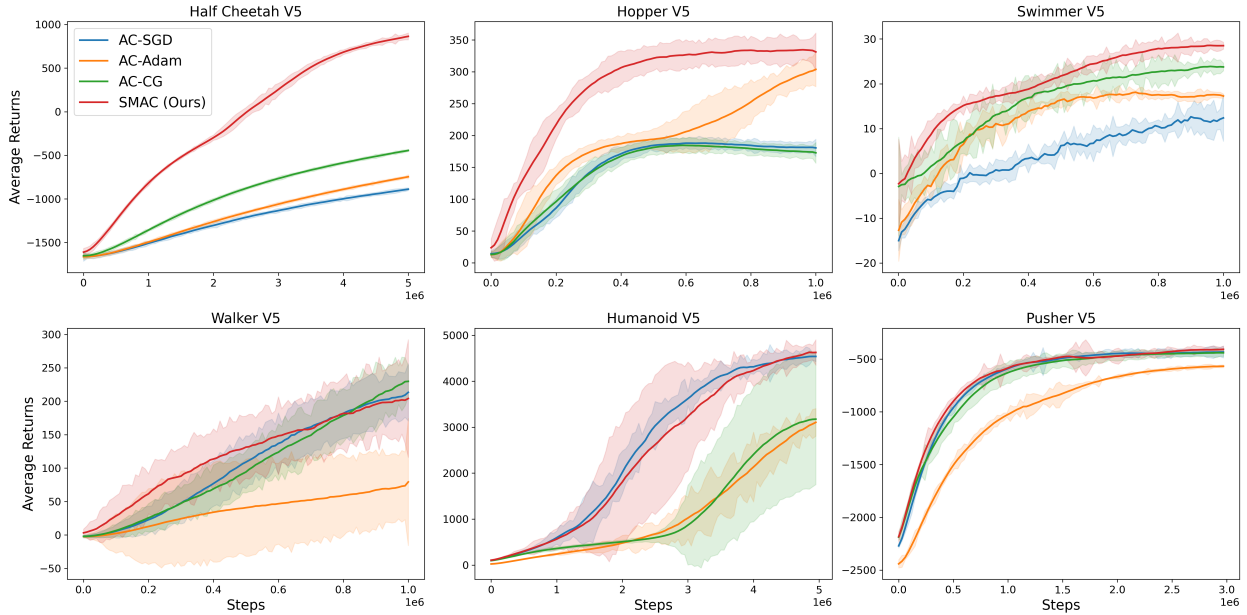 Half Cheetah V5
Hopper V5
Swimmer V5
AC-SGD
AC-Adam
AC-CG
SMAC (Ours)
Average Returns
1000
500
0
−500
−1000
−1500
0 1 2 3 4 5
1e6
350
300
250
200
150
100
50
0
0.0 0.2 0.4 0.6 0.8 1.0
1e6
30
20
10
0
−10
−20
0.0 0.2 0.4 0.6 0.8 1.0
1e6
Walker V5
Humanoid V5
Pusher V5
Average Returns
300
250
200
150
100
50
0
−50
0.0 0.2 0.4 0.6 0.8 1.0
1e6
Steps
5000
4000
3000
2000
1000
0
0 1 2 3 4 5
1e6
Steps
−500
−1000
−1500
−2000
−2500
0.0 0.5 1.0 1.5 2.0 2.5 3.0
1e6
Steps